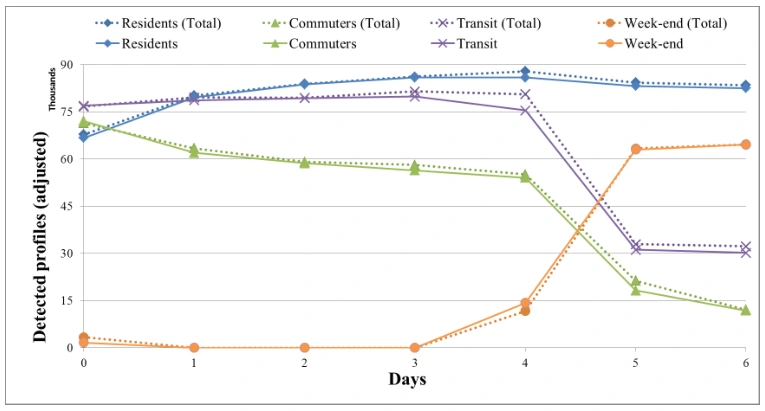 Residents (Total) Commuters (Total) Transit (Total) Week-end (Total)
Residents Commuters Transit Week-end
90
Thousands
75
60
45
30
15
0
Detected profiles (adjusted)
0 1 2 3 4 5 6
Days